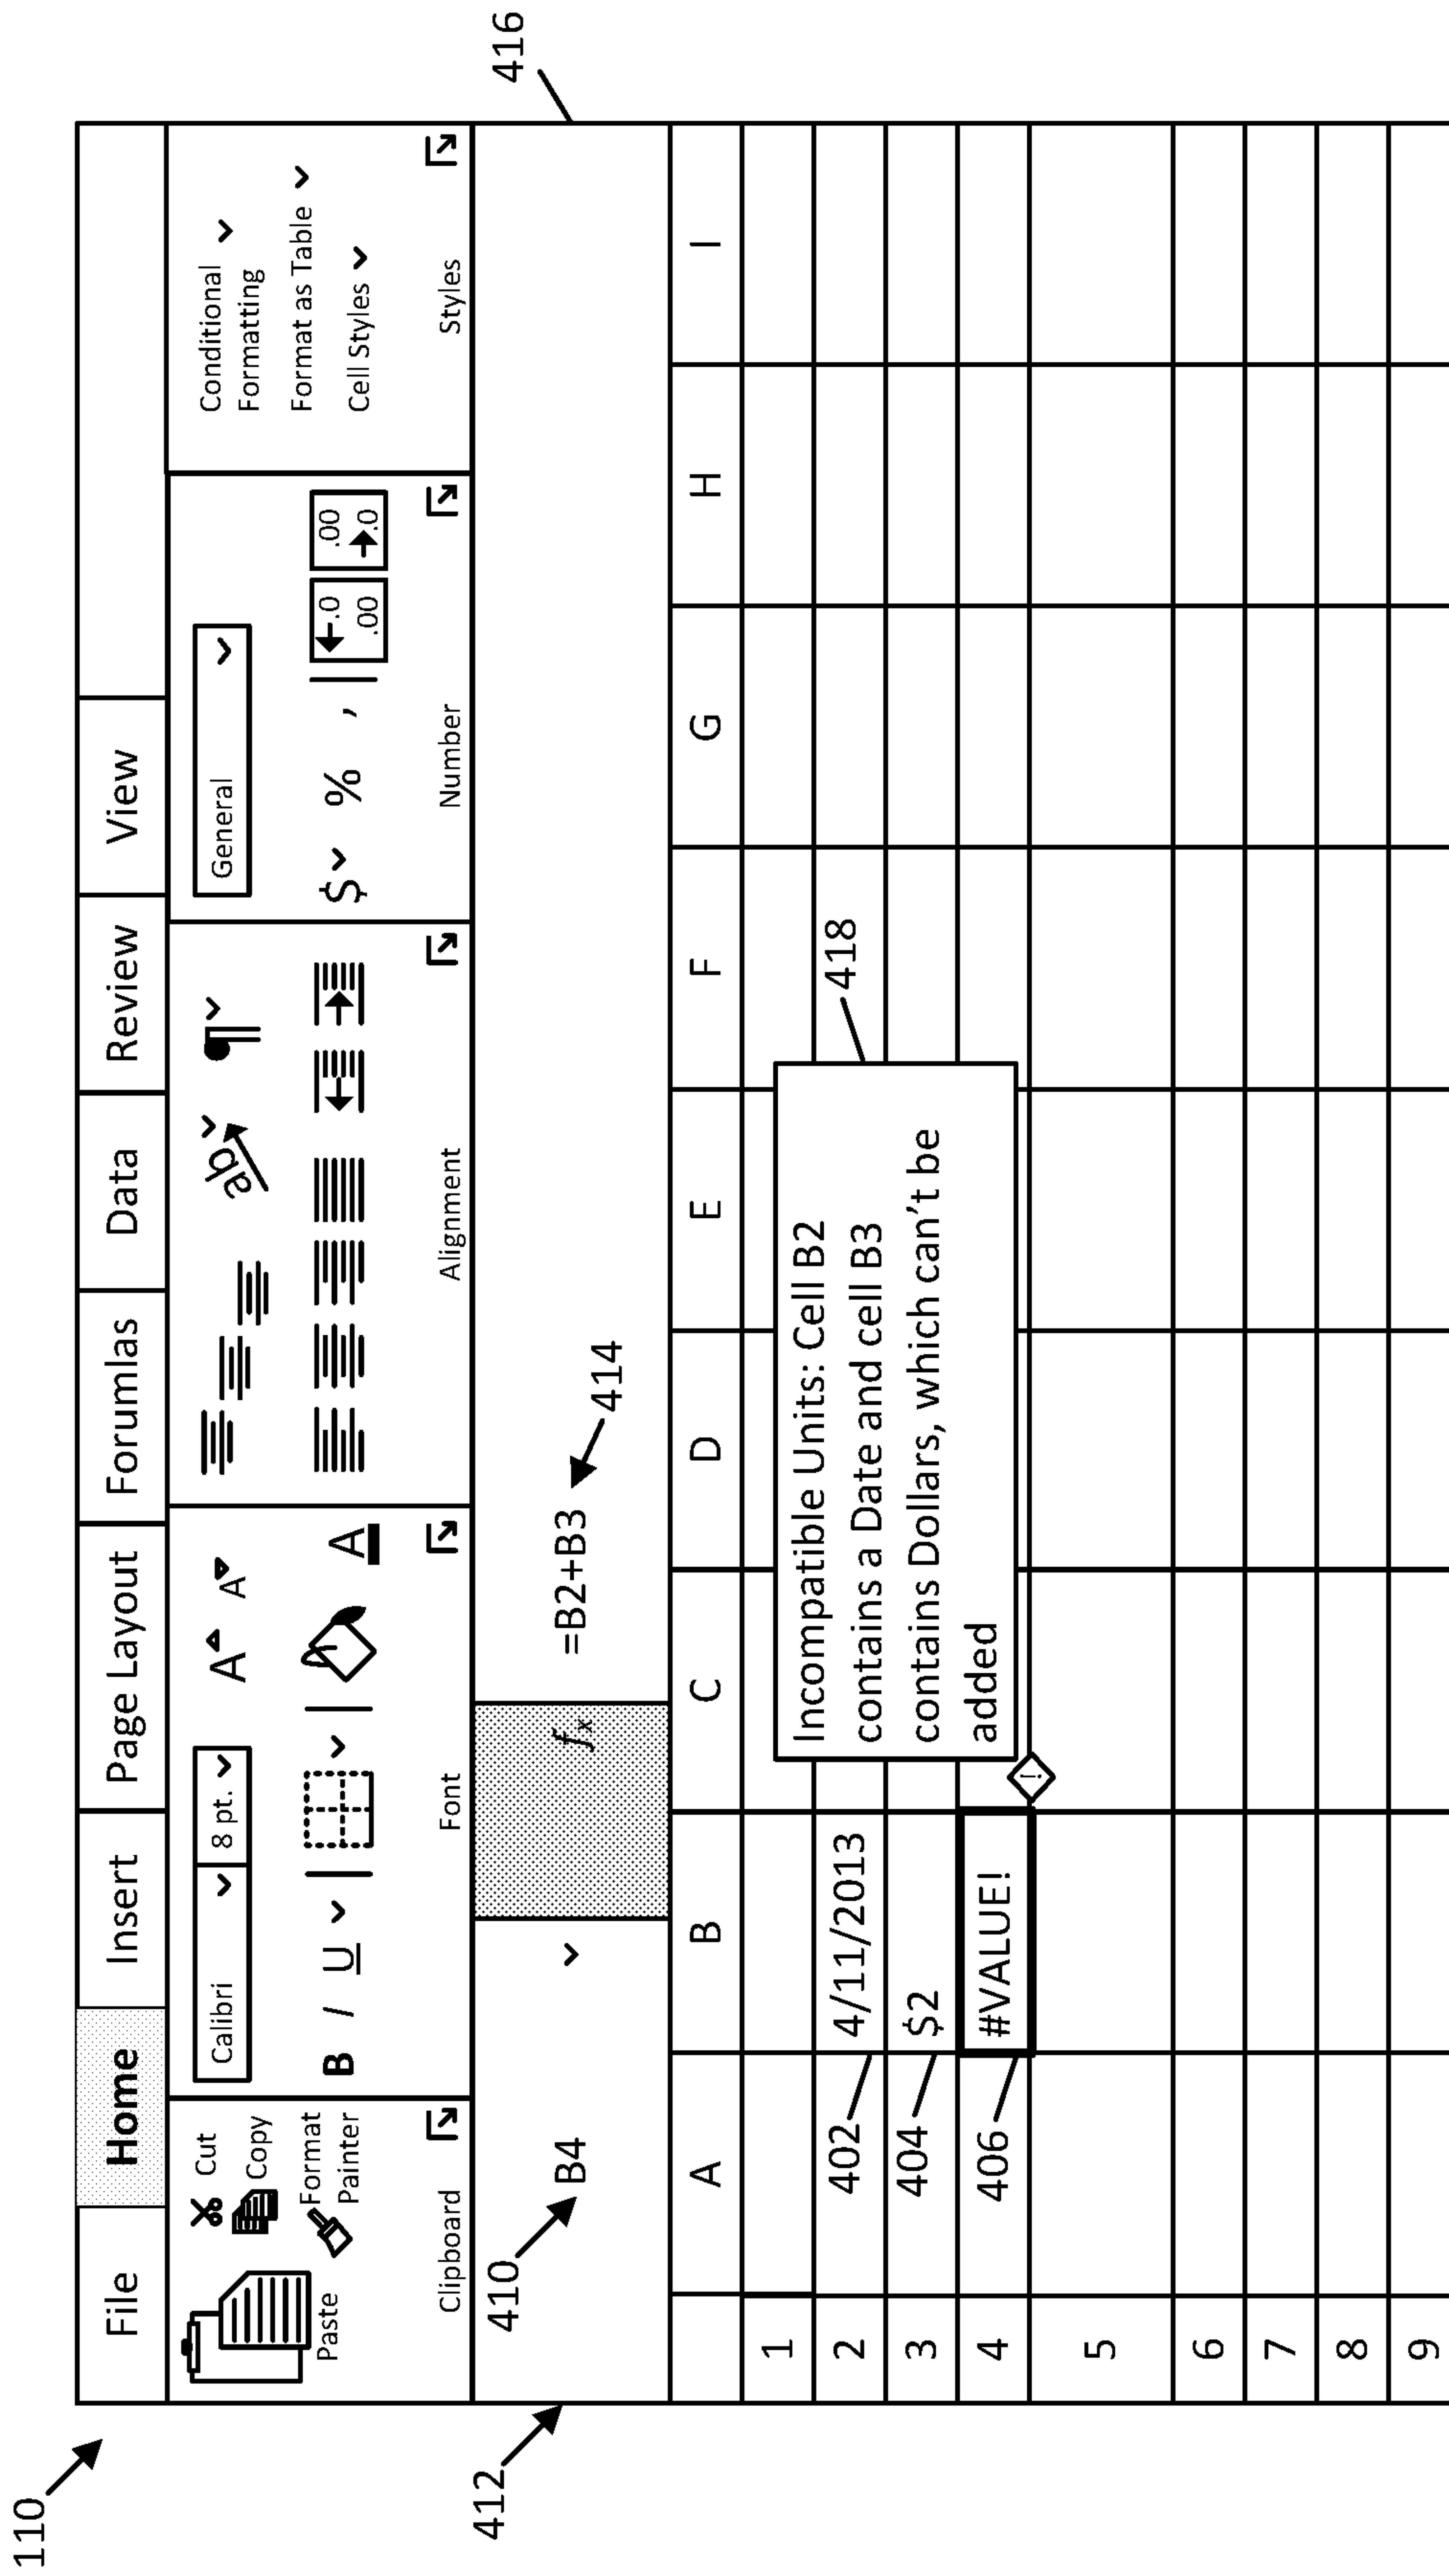 110
File Home Insert Page Layout Forumlas Data Review View
Paste
Cut
Copy
Format
Painter
Clipboard
Calibri 8 pt. A A
B I U A
Font
ab
Alignment
General
$ % , .0 .00 .00 .0
Number
Conditional
Formatting
Format as Table
Cell Styles
Styles
410
412
B4 fx =B2+B3
414
416
A B C D E F G H I
1
2 402 4/11/2013
3 404 $2
4 406 #VALUE!
!
Incompatible Units: Cell B2
contains a Date and cell B3
contains Dollars, which can't be
added
418
5
6
7
8
9